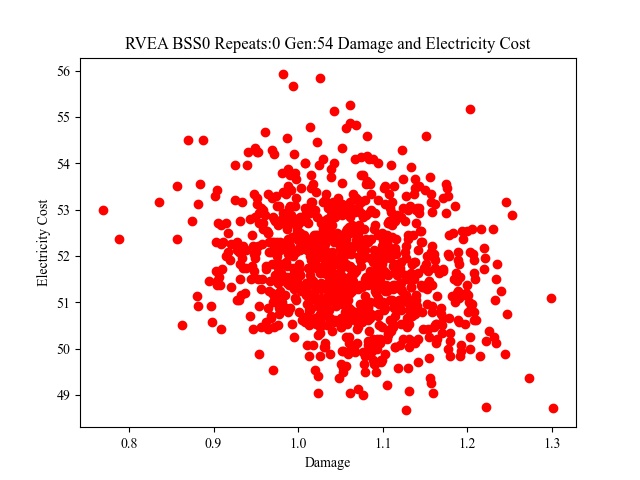 RVEA BSS0 Repeats:0 Gen:54 Damage and Electricity Cost
56
55
54
53
52
51
50
49
Electricity Cost
0.8 0.9 1.0 1.1 1.2 1.3
Damage